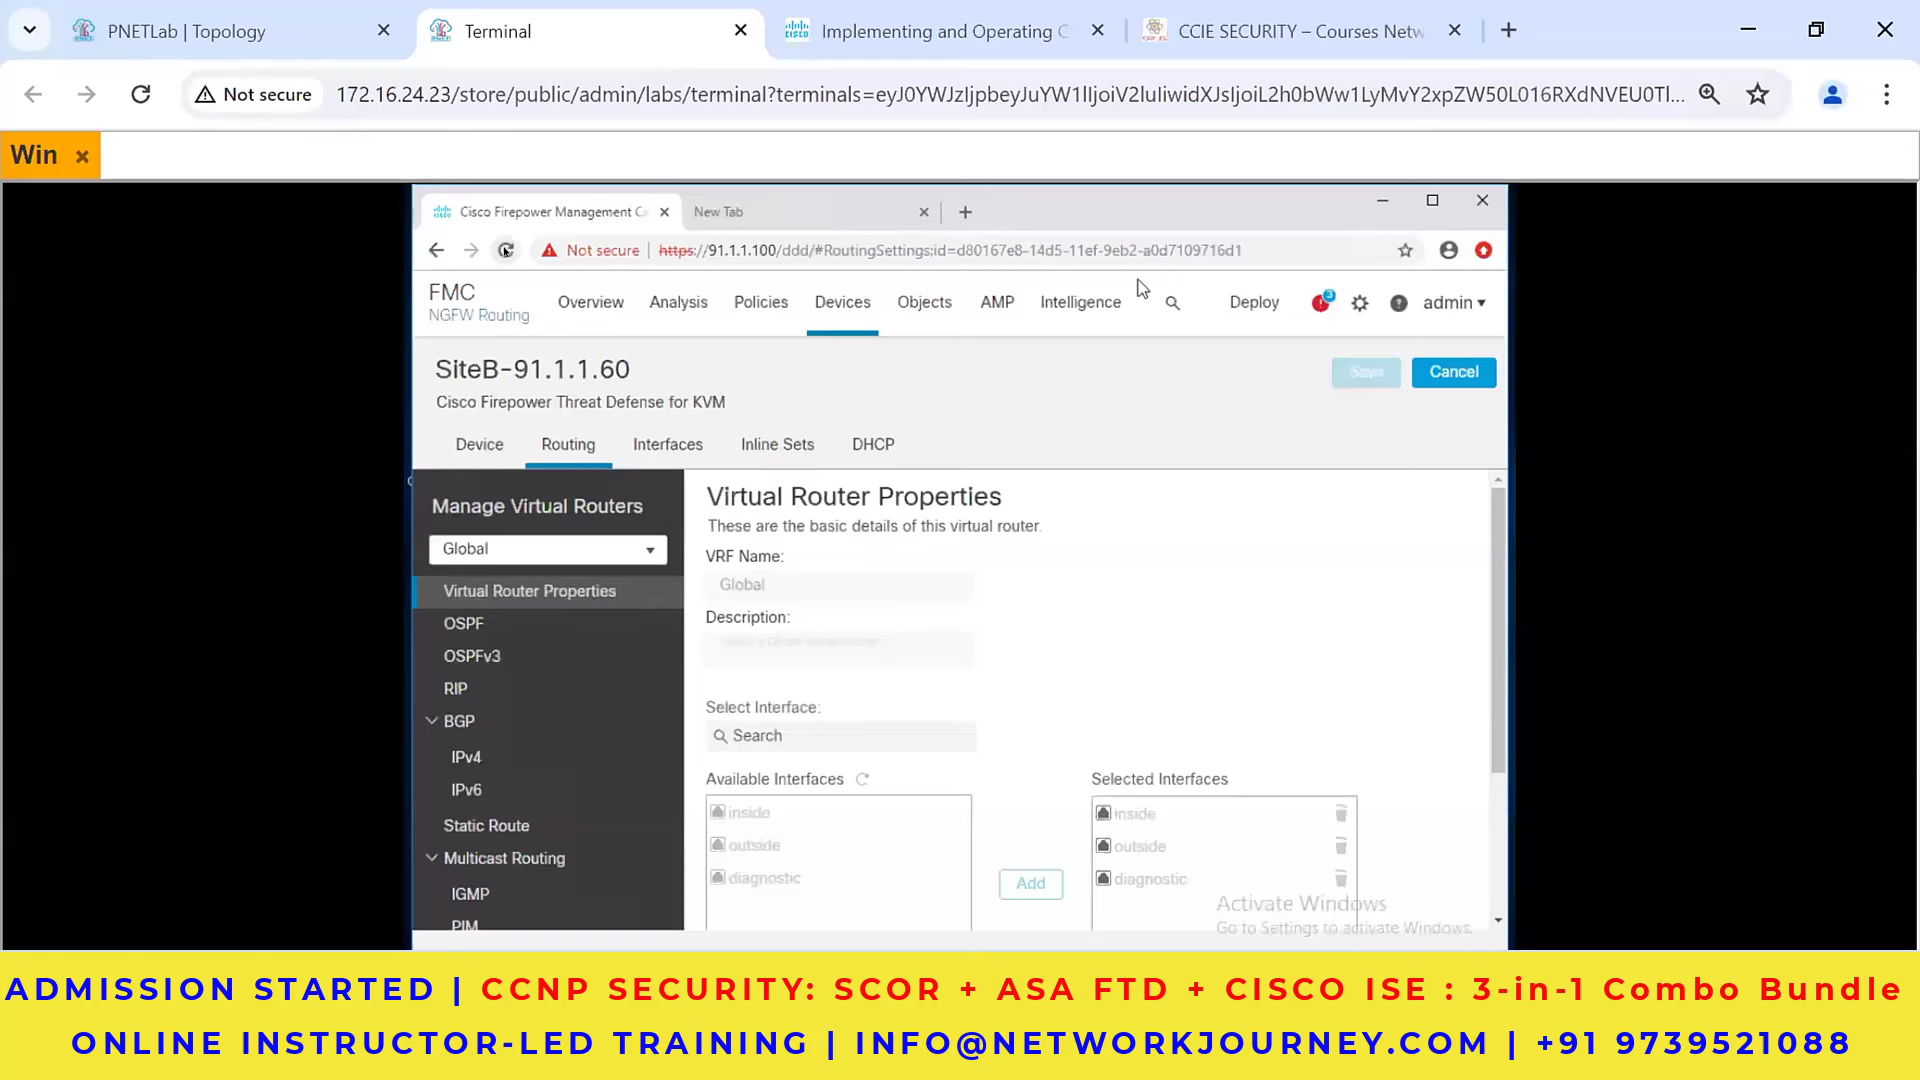 PNETLab | Topology
Terminal
Implementing and Operating C
CCIE SECURITY – Courses Netw
Not secure
172.16.24.23/store/public/admin/labs/terminal?terminals=eyJ0YWJzIjpbeyJuYW1lIjoiV2luIiwidXJsIjoiL2h0bWw1LyMvY2xpZW50L016RXdNVEU0Tl...
Win
Cisco Firepower Management Ce
New Tab
Not secure
https://91.1.1.100/ddd/#RoutingSettings;id=d80167e8-14d5-11ef-9eb2-a0d7109716d1
FMC
NGFW Routing
Overview
Analysis
Policies
Devices
Objects
AMP
Intelligence
Deploy
3
admin
SiteB-91.1.1.60
Save
Cancel
Cisco Firepower Threat Defense for KVM
Device
Routing
Interfaces
Inline Sets
DHCP
Manage Virtual Routers
Global
Virtual Router Properties
OSPF
OSPFv3
RIP
BGP
IPv4
IPv6
Static Route
Multicast Routing
IGMP
PIM
Virtual Router Properties
These are the basic details of this virtual router.
VRF Name:
Global
Description:
Select Interface:
Search
Available Interfaces
inside
outside
diagnostic
Add
Selected Interfaces
inside
outside
diagnostic
Activate Windows
Go to Settings to activate Windows.
ADMISSION STARTED | CCNP SECURITY: SCOR + ASA FTD + CISCO ISE : 3-in-1 Combo Bundle
ONLINE INSTRUCTOR-LED TRAINING | INFO@NETWORKJOURNEY.COM | +91 9739521088